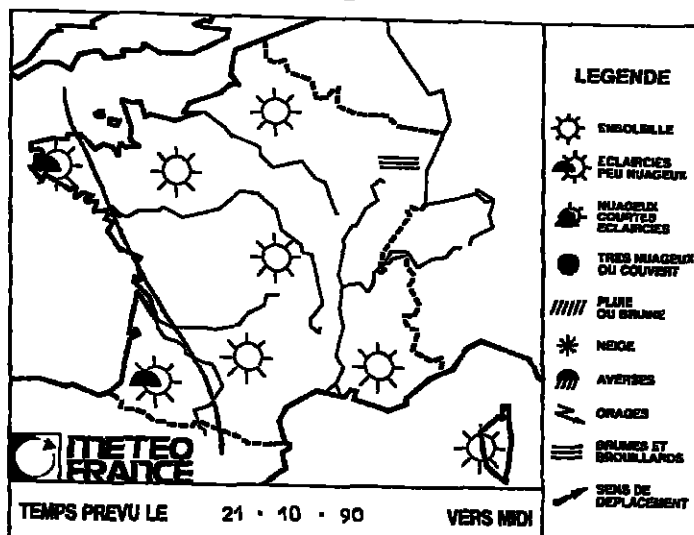 LEGENDE
ENSOLEILLE
ECLAIRCIES
PEU NUAGEUX
NUAGEUX
COURTES
ECLAIRCIES
TRES NUAGEUX
OU COUVERT
PLUIE
OU BRUINE
NEIGE
AVERSES
ORAGES
BRUMES ET
BROUILLARDS
SENS DE
DEPLACEMENT
METEO
FRANCE
TEMPS PREVU LE 21 • 10 • 90 VERS MIDI